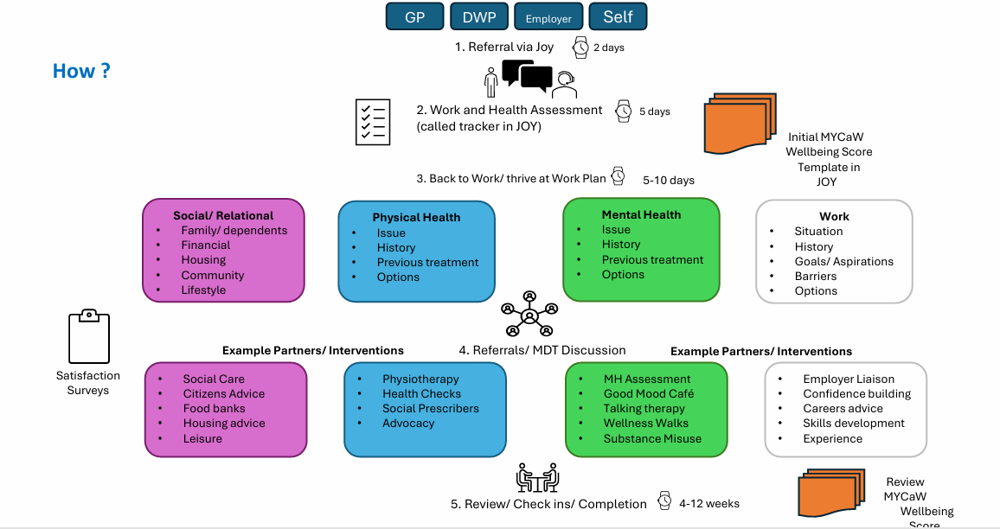 GP
DWP
Employer
Self
1. Referral via Joy
2 days
How ?
2. Work and Health Assessment
(called tracker in JOY)
5 days
Initial MYCaW
Wellbeing Score
Template in
JOY
3. Back to Work/ thrive at Work Plan
5-10 days
Social/ Relational
• Family/ dependents
• Financial
• Housing
• Community
• Lifestyle
Physical Health
• Issue
• History
• Previous treatment
• Options
Mental Health
• Issue
• History
• Previous treatment
• Options
Work
• Situation
• History
• Goals/ Aspirations
• Barriers
• Options
Satisfaction
Surveys
Example Partners/ Interventions
4. Referrals/ MDT Discussion
Example Partners/ Interventions
• Social Care
• Citizens Advice
• Food banks
• Housing advice
• Leisure
• Physiotherapy
• Health Checks
• Social Prescribers
• Advocacy
• MH Assessment
• Good Mood Café
• Talking therapy
• Wellness Walks
• Substance Misuse
• Employer Liaison
• Confidence building
• Careers advice
• Skills development
• Experience
5. Review/ Check ins/ Completion
4-12 weeks
Review
MYCaW
Wellbeing
Score